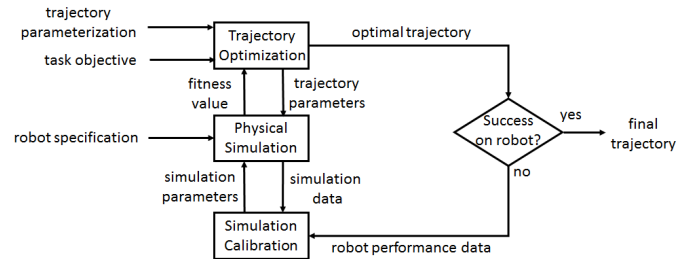 trajectory
parameterization
task objective
Trajectory
Optimization
optimal trajectory
fitness
value
trajectory
parameters
robot specification
Physical
Simulation
Success
on robot?
yes
final
trajectory
no
simulation
parameters
simulation
data
Simulation
Calibration
robot performance data